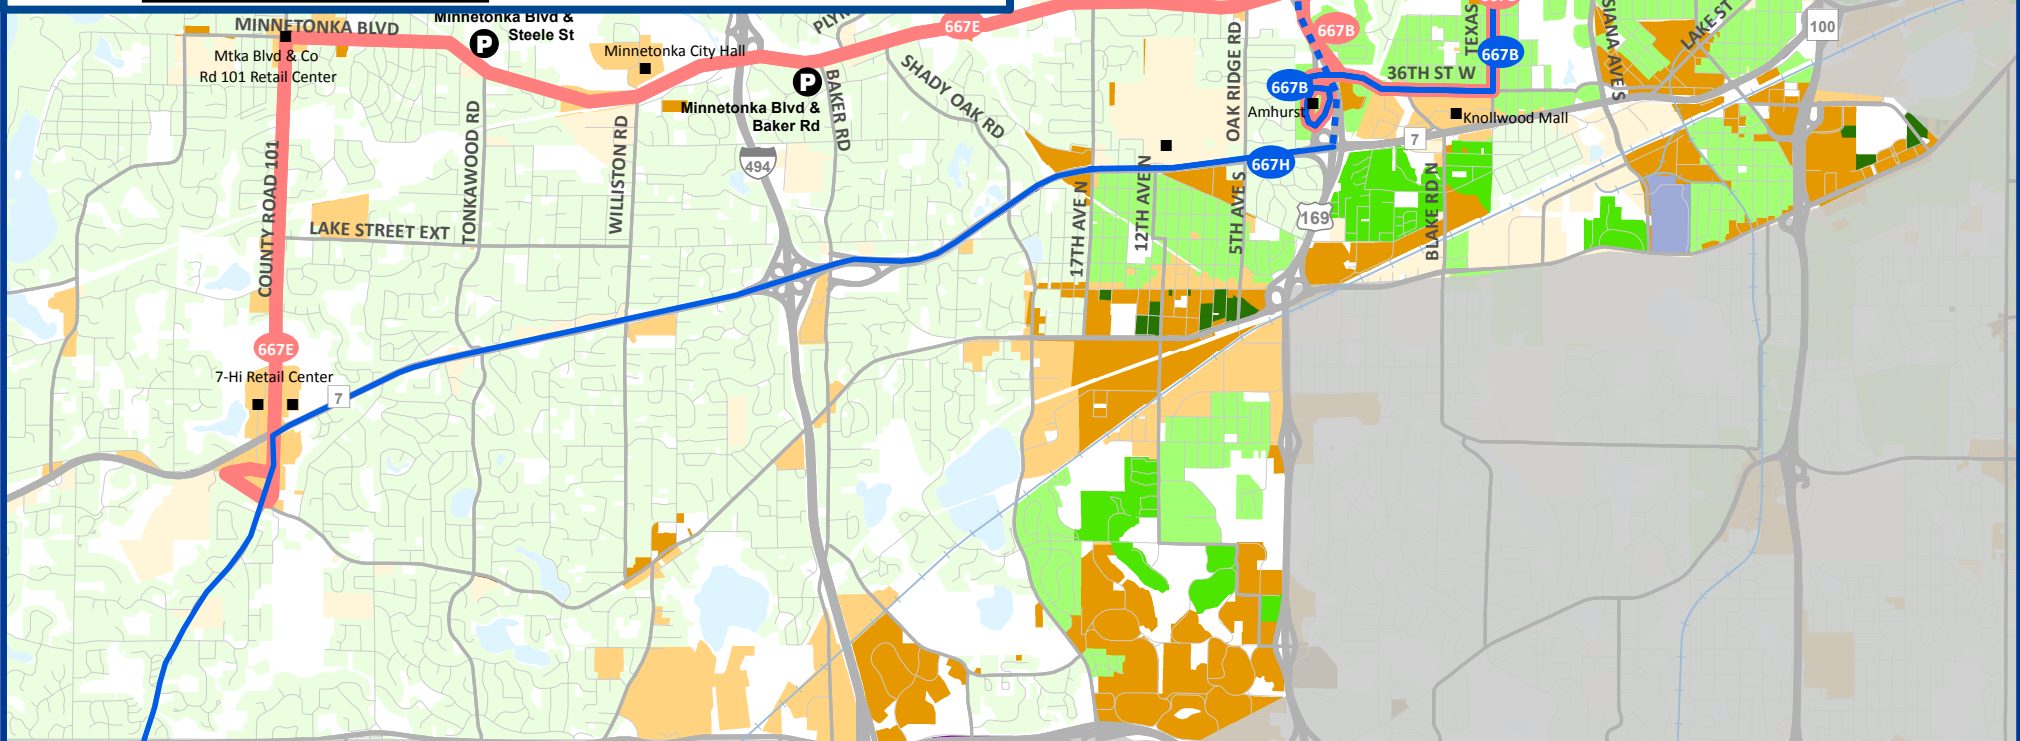 MINNETONKA BLVD
Minnetonka Blvd &
Steele St
P
Mtka Blvd & Co
Rd 101 Retail Center
Minnetonka City Hall
P
Minnetonka Blvd &
Baker Rd
667E
BAKER RD
SHADY OAK RD
OAK RIDGE RD
667B
TEXAS
667B
36TH ST W
667B
Amhurst
Knollwood Mall
7
LAKE ST
100
494
COUNTY ROAD 101
TONKAWOOD RD
WILLISTON RD
LAKE STREET EXT
17TH AVE N
12TH AVE N
5TH AVE S
667H
169
BLAKE RD N
667E
7-Hi Retail Center
7